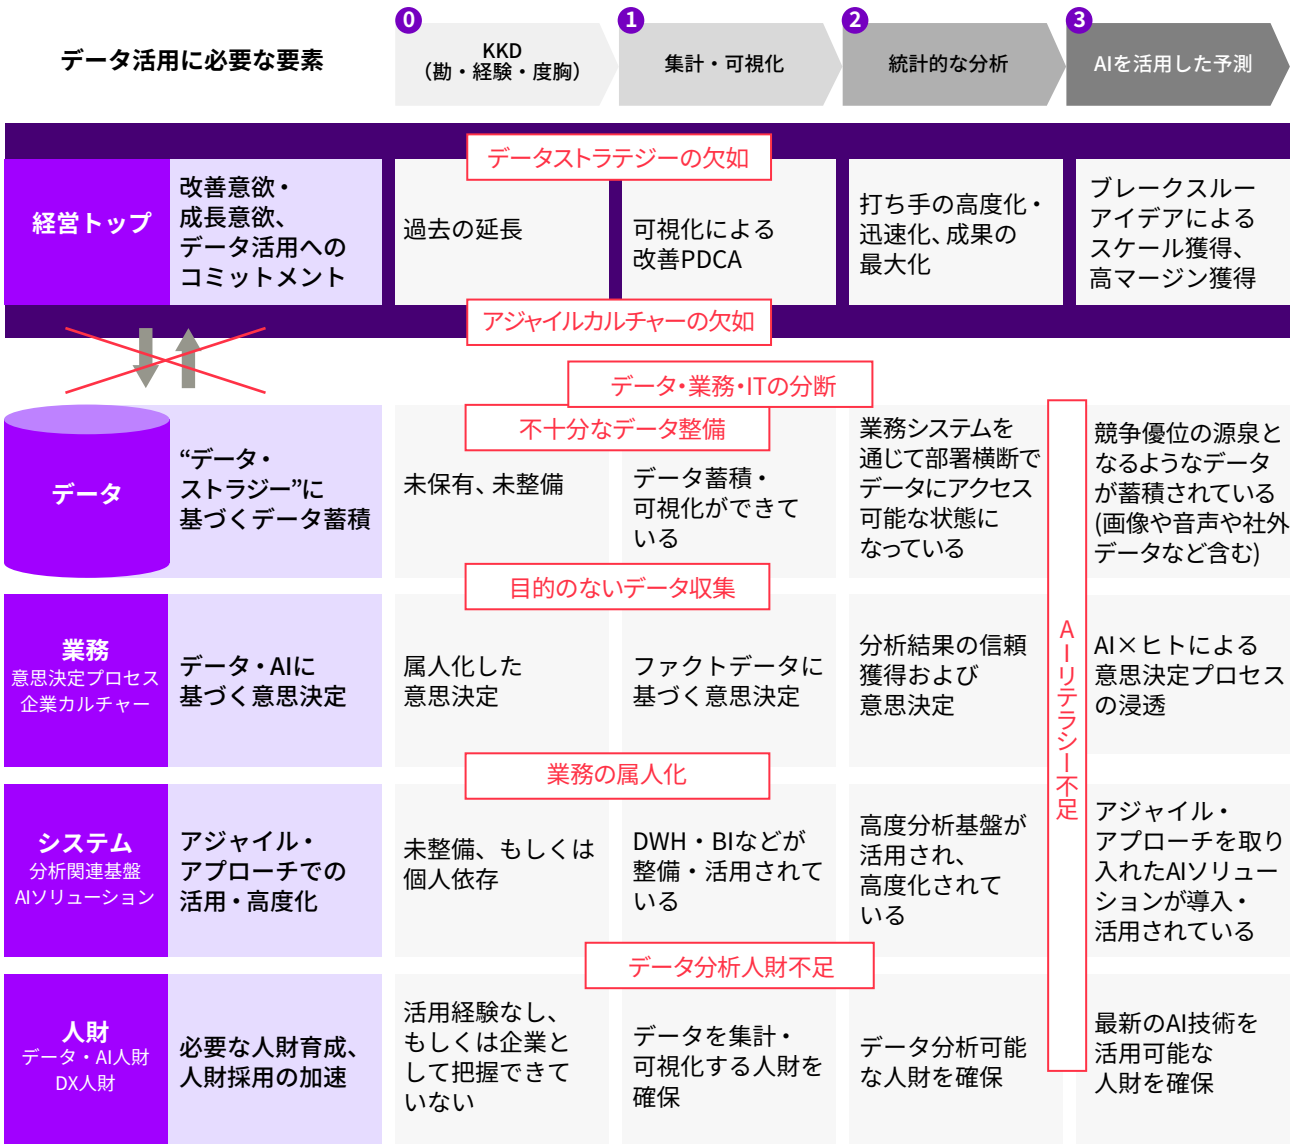 データ活用に必要な要素
0
KKD
（勘・経験・度胸）
1
集計・可視化
2
統計的な分析
3
AIを活用した予測
データストラテジーの欠如
経営トップ
改善意欲・
成長意欲、
データ活用への
コミットメント
過去の延長
可視化による
改善PDCA
打ち手の高度化・
迅速化、成果の
最大化
ブレークスルー
アイデアによる
スケール獲得、
高マージン獲得
アジャイルカルチャーの欠如
データ・業務・ITの分断
不十分なデータ整備
データ
“データ・
ストラジー”に
基づくデータ蓄積
未保有、未整備
データ蓄積・
可視化ができて
いる
業務システムを
通じて部署横断で
データにアクセス
可能な状態に
なっている
競争優位の源泉と
なるようなデータ
が蓄積されている
(画像や音声や社外
データなど含む)
目的のないデータ収集
AIリテラシー不足
業務
意思決定プロセス
企業カルチャー
データ・AIに
基づく意思決定
属人化した
意思決定
ファクトデータに
基づく意思決定
分析結果の信頼
獲得および
意思決定
AI×ヒトによる
意思決定プロセス
の浸透
業務の属人化
システム
分析関連基盤
AIソリューション
アジャイル・
アプローチでの
活用・高度化
未整備、もしくは
個人依存
DWH・BIなどが
整備・活用されて
いる
高度分析基盤が
活用され、
高度化されて
いる
アジャイル・
アプローチを取り
入れたAIソリュー
ションが導入・
活用されている
データ分析人財不足
人財
データ・AI人財
DX人財
必要な人財育成、
人財採用の加速
活用経験なし、
もしくは企業と
して把握できて
いない
データを集計・
可視化する人財を
確保
データ分析可能
な人財を確保
最新のAI技術を
活用可能な
人財を確保